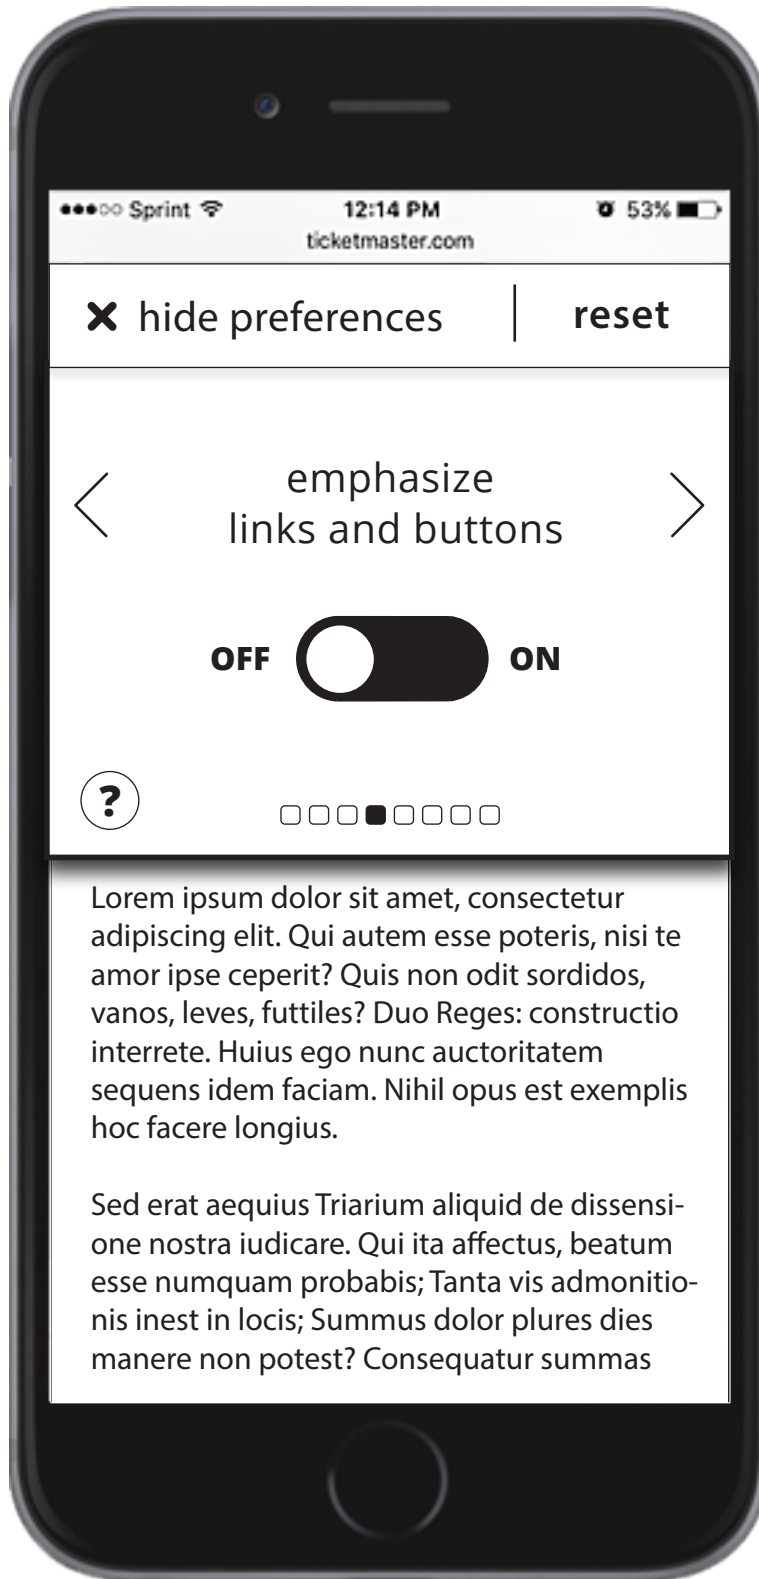 Sprint 12:14 PM 53%
ticketmaster.com
hide preferences reset
emphasize
links and buttons
OFF ON
?
Lorem ipsum dolor sit amet, consectetur
adipiscing elit. Qui autem esse poteris, nisi te
amor ipse ceperit? Quis non odit sordidos,
vanos, leves, futtiles? Duo Reges: constructio
interrete. Huius ego nunc auctoritatem
sequens idem faciam. Nihil opus est exemplis
hoc facere longius.
Sed erat aequius Triarium aliquid de dissensi-
one nostra iudicare. Qui ita affectus, beatum
esse numquam probabis; Tanta vis admonitio-
nis inest in locis; Summus dolor plures dies
manere non potest? Consequatur summas